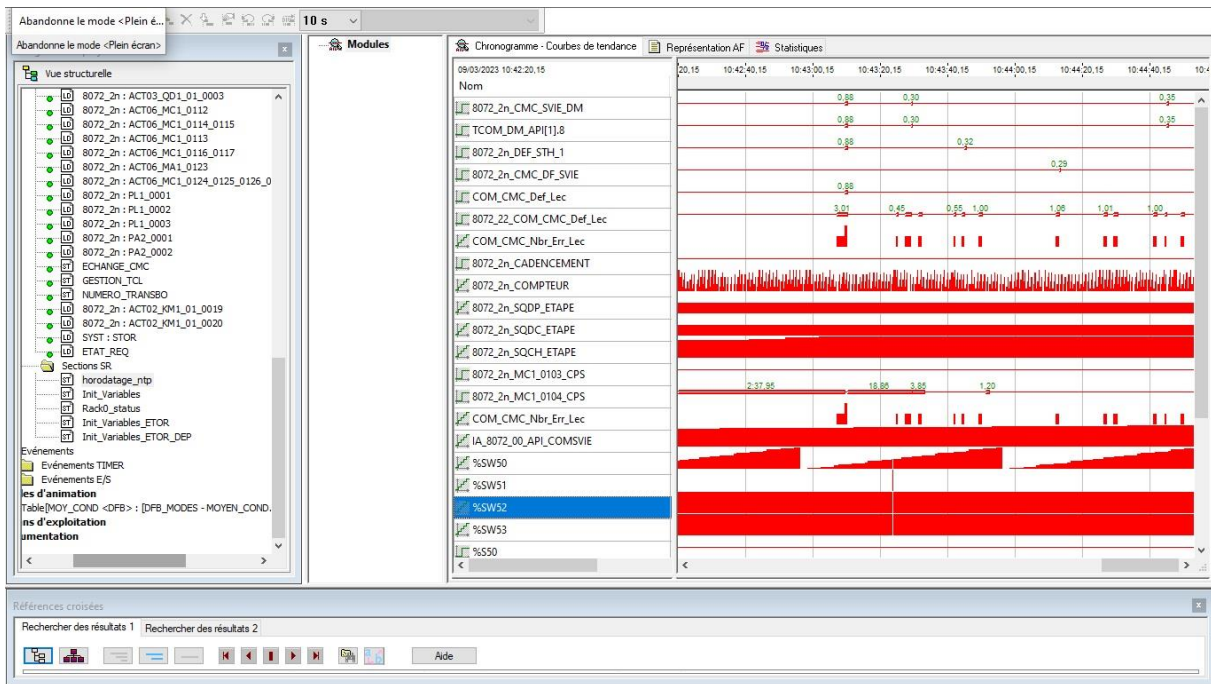 Abandonne le mode <Plein é...
10 s
Abandonne le mode <Plein écran>
Vue structurelle
8072_2n : ACT03_QD1_01_0003
8072_2n : ACT06_MC1_0112
8072_2n : ACT06_MC1_0114_0115
8072_2n : ACT06_MC1_0113
8072_2n : ACT06_MC1_0116_0117
8072_2n : ACT06_MA1_0123
8072_2n : ACT06_MC1_0124_0125_0126_0
8072_2n : PL1_0001
8072_2n : PL1_0002
8072_2n : PL1_0003
8072_2n : PA2_0001
8072_2n : PA2_0002
ECHANGE_CMC
GESTION_TCL
NUMERO_TRANSBO
8072_2n : ACT02_KM1_01_0019
8072_2n : ACT02_KM1_01_0020
SYST : STOR
ETAT_REQ
Sections SR
horodatage_ntp
Init_Variables
Rack0_status
Init_Variables_ETOR
Init_Variables_ETOR_DEP
Evénements
Evénements TIMER
Evénements E/S
les d'animation
Table[MOY_COND <DFB> : [DFB_MODES - MOYEN_COND.
ns d'exploitation
umentation
Modules
Chronogramme - Courbes de tendance
Représentation AF
Statistiques
09/03/2023 10:42:20,15
Nom
20,15 10:42:40,15 10:43:00,15 10:43:20,15 10:43:40,15 10:44:00,15 10:44:20,15 10:44:40,15 10:4
8072_2n_CMC_SVIE_DM
0,88 0,30 0,35
TCOM_DM_API[1].8
0,88 0,30 0,35
8072_2n_DEF_STH_1
0,88 0,32
8072_2n_CMC_DF_SVIE
0,29
COM_CMC_Def_Lec
0,88
8072_22_COM_CMC_Def_Lec
3,01 0,45 0,55 1,00 1,06 1,01 1,00
COM_CMC_Nbr_Err_Lec
8072_2n_CADENCEMENT
8072_2n_COMPTEUR
8072_2n_SQDP_ETAPE
8072_2n_SQDC_ETAPE
8072_2n_SQCH_ETAPE
8072_2n_MC1_0103_CPS
8072_2n_MC1_0104_CPS
2:37,95 18,86 3,85 1,20
COM_CMC_Nbr_Err_Lec
IA_8072_00_API_COMSVIE
%SW50
%SW51
%SW52
%SW53
%S50
Références croisées
Rechercher des résultats 1
Rechercher des résultats 2
Aide